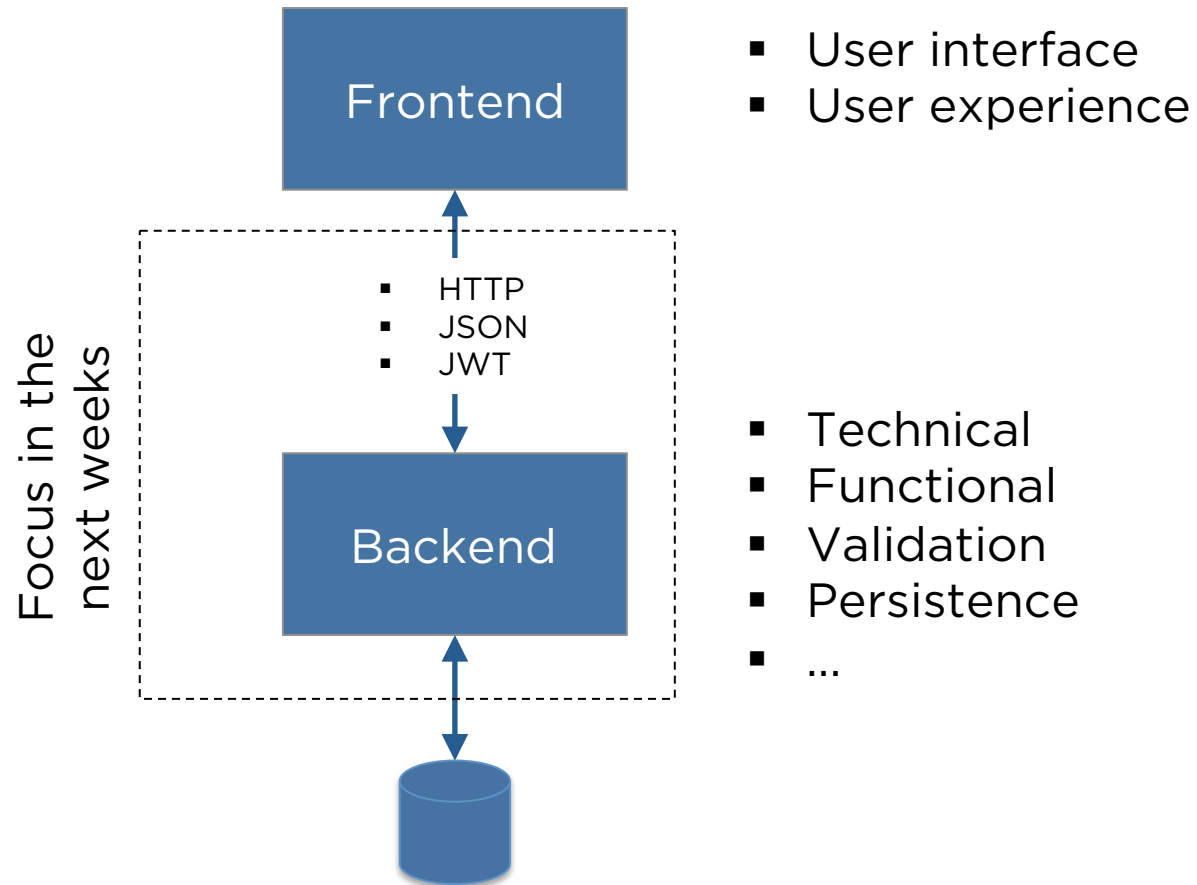 Frontend
▪ User interface
▪ User experience
▪ HTTP
▪ JSON
▪ JWT
Focus in the
next weeks
Backend
▪ Technical
▪ Functional
▪ Validation
▪ Persistence
▪ ...